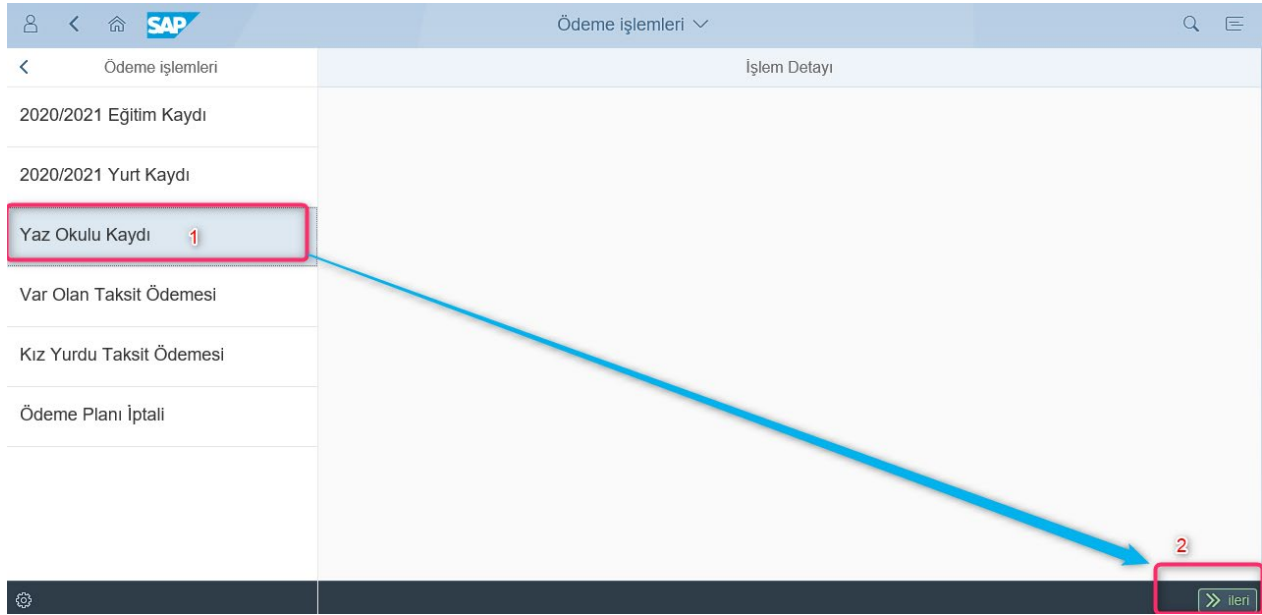 SAP
Ödeme işlemleri
Ödeme işlemleri
İşlem Detayı
2020/2021 Eğitim Kaydı
2020/2021 Yurt Kaydı
Yaz Okulu Kaydı 1
Var Olan Taksit Ödemesi
Kız Yurdu Taksit Ödemesi
Ödeme Planı İptali
2
ileri